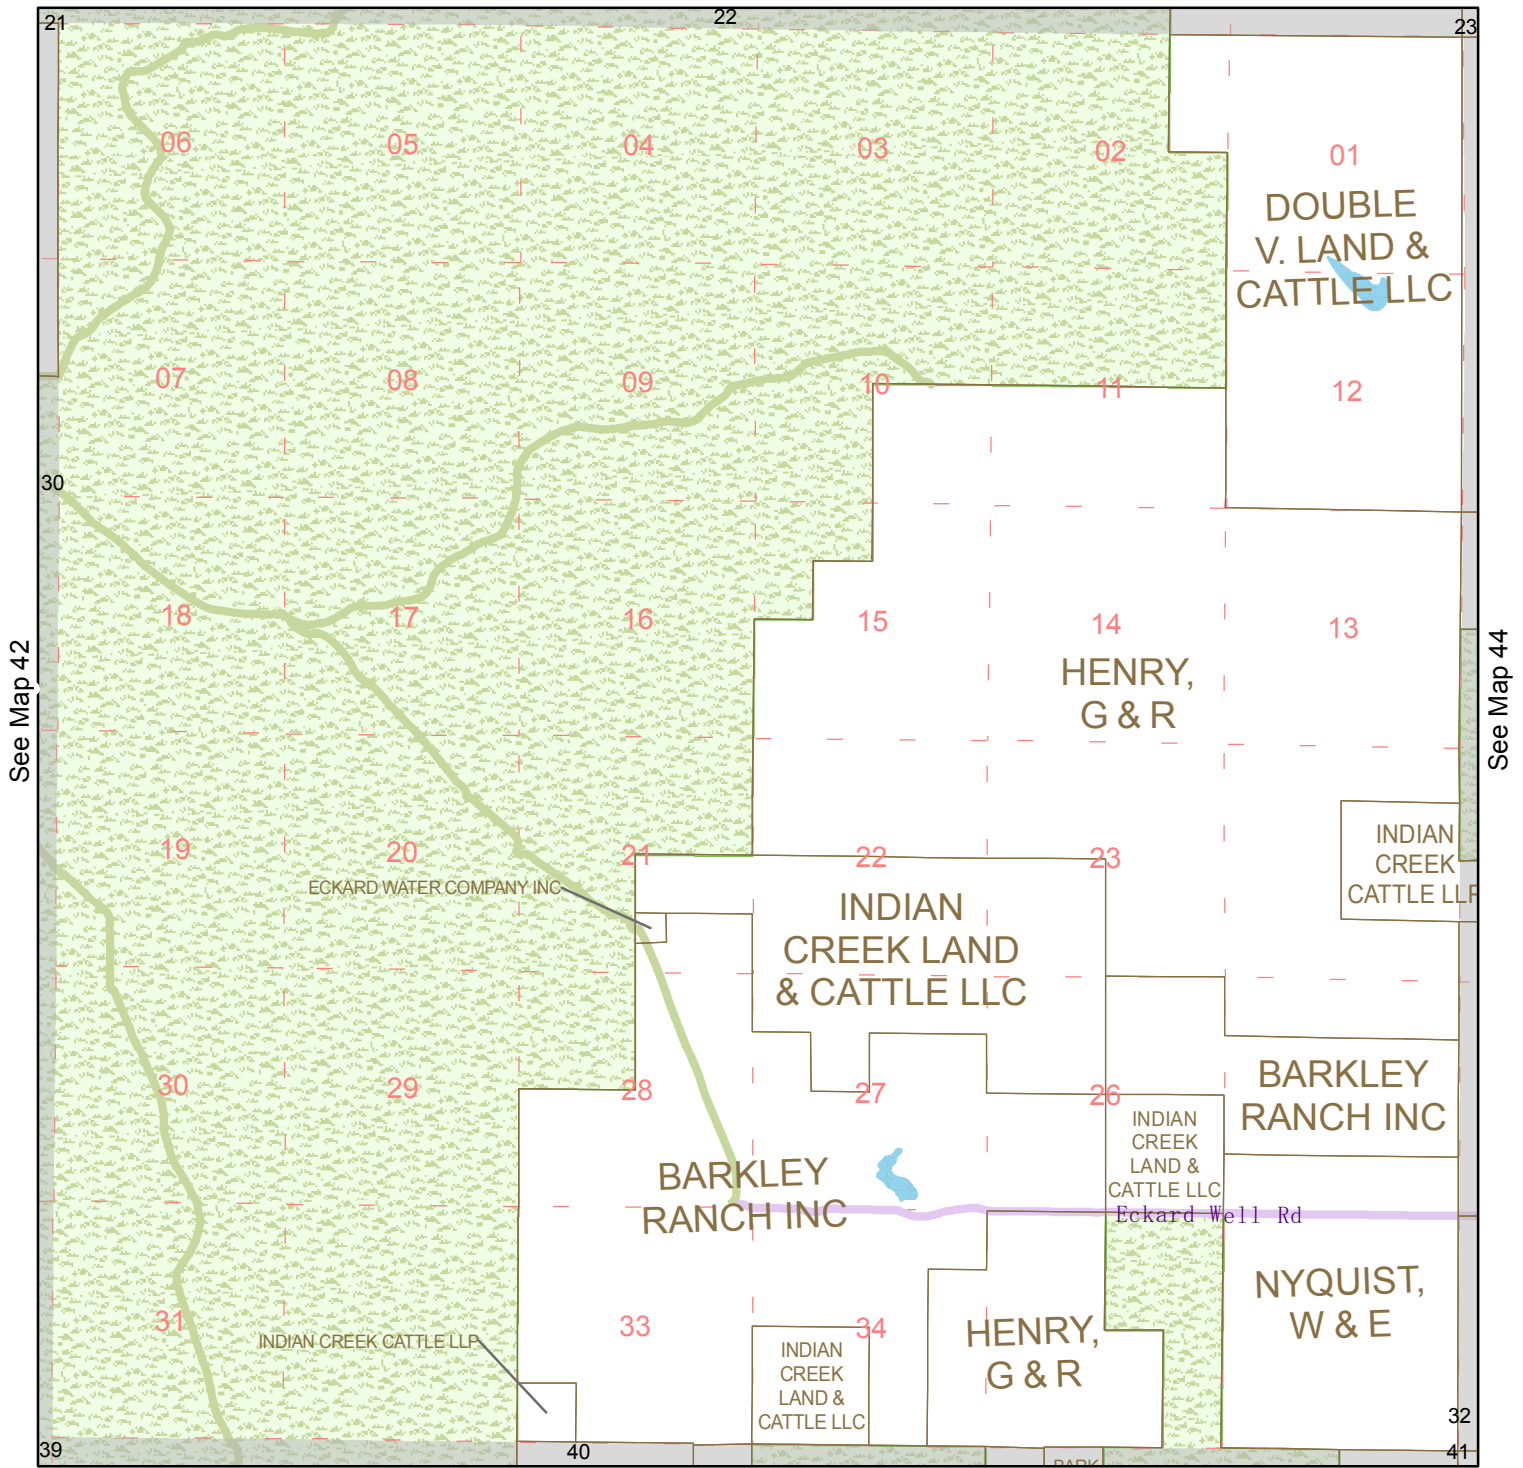 21
22
23
06
05
04
03
02
01
DOUBLE
V. LAND &
CATTLE LLC
07
08
09
10
11
12
30
18
17
16
15
14
13
See Map 42
See Map 44
HENRY,
G & R
19
20
21
22
23
INDIAN
CREEK
CATTLE LLP
ECKARD WATER COMPANY INC
INDIAN
CREEK LAND
& CATTLE LLC
30
29
28
27
26
BARKLEY
RANCH INC
INDIAN
CREEK
LAND &
CATTLE LLC
BARKLEY
RANCH INC
Eckard Well Rd
NYQUIST,
W & E
31
33
34
HENRY,
G & R
INDIAN CREEK CATTLE LLP
INDIAN
CREEK
LAND &
CATTLE LLC
32
39
40
41
PARK